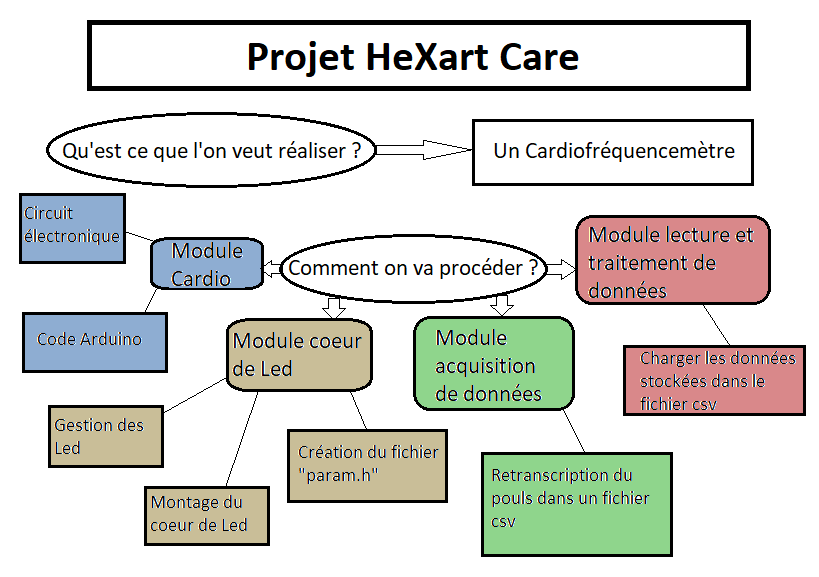 Projet HeXart Care
Qu'est ce que l'on veut réaliser ?
Un Cardiofréquencemètre
Circuit
électronique
Module
Cardio
Code Arduino
Comment on va procéder ?
Module lecture et
traitement de
données
Charger les données
stockées dans le
fichier csv
Module coeur
de Led
Gestion des
Led
Montage du
coeur de Led
Création du fichier
"param.h"
Module
acquisition
de données
Retranscription du
pouls dans un fichier
csv